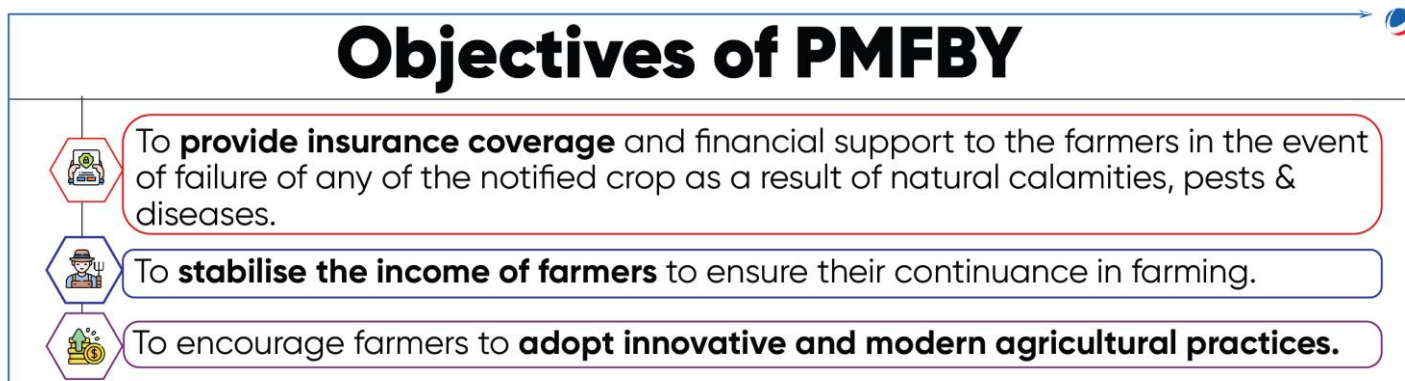 Objectives of PMFBY
To provide insurance coverage and financial support to the farmers in the event
of failure of any of the notified crop as a result of natural calamities, pests &
diseases.
To stabilise the income of farmers to ensure their continuance in farming.
To encourage farmers to adopt innovative and modern agricultural practices.